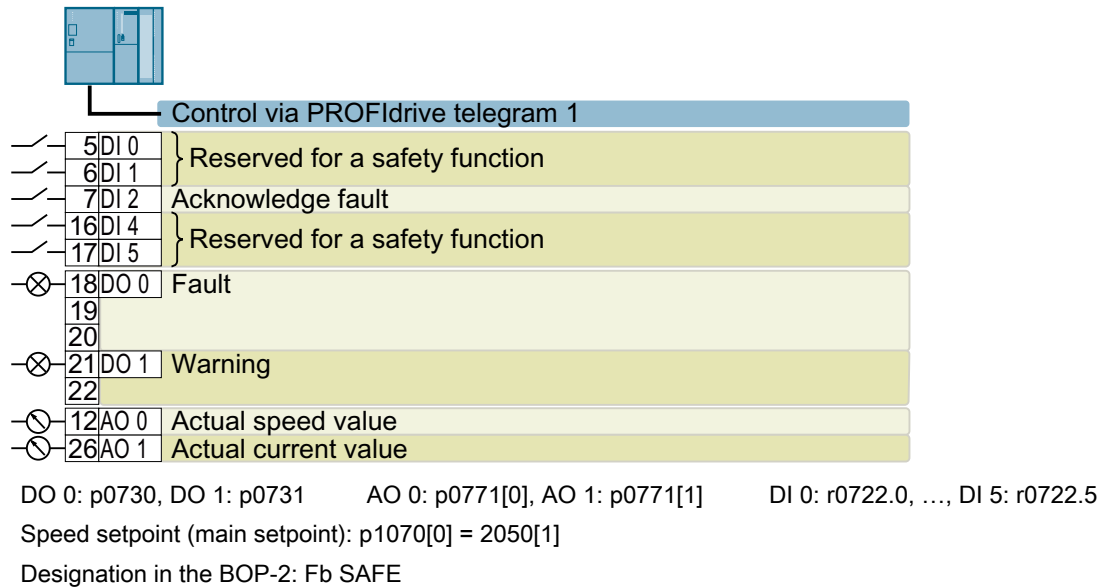 Control via PROFIdrive telegram 1
5 DI 0
6 DI 1
Reserved for a safety function
7 DI 2 Acknowledge fault
16 DI 4
17 DI 5
Reserved for a safety function
18 DO 0 Fault
19
20
21 DO 1 Warning
22
12 AO 0 Actual speed value
26 AO 1 Actual current value
DO 0: p0730, DO 1: p0731 AO 0: p0771[0], AO 1: p0771[1] DI 0: r0722.0, …, DI 5: r0722.5
Speed setpoint (main setpoint): p1070[0] = 2050[1]
Designation in the BOP-2: Fb SAFE